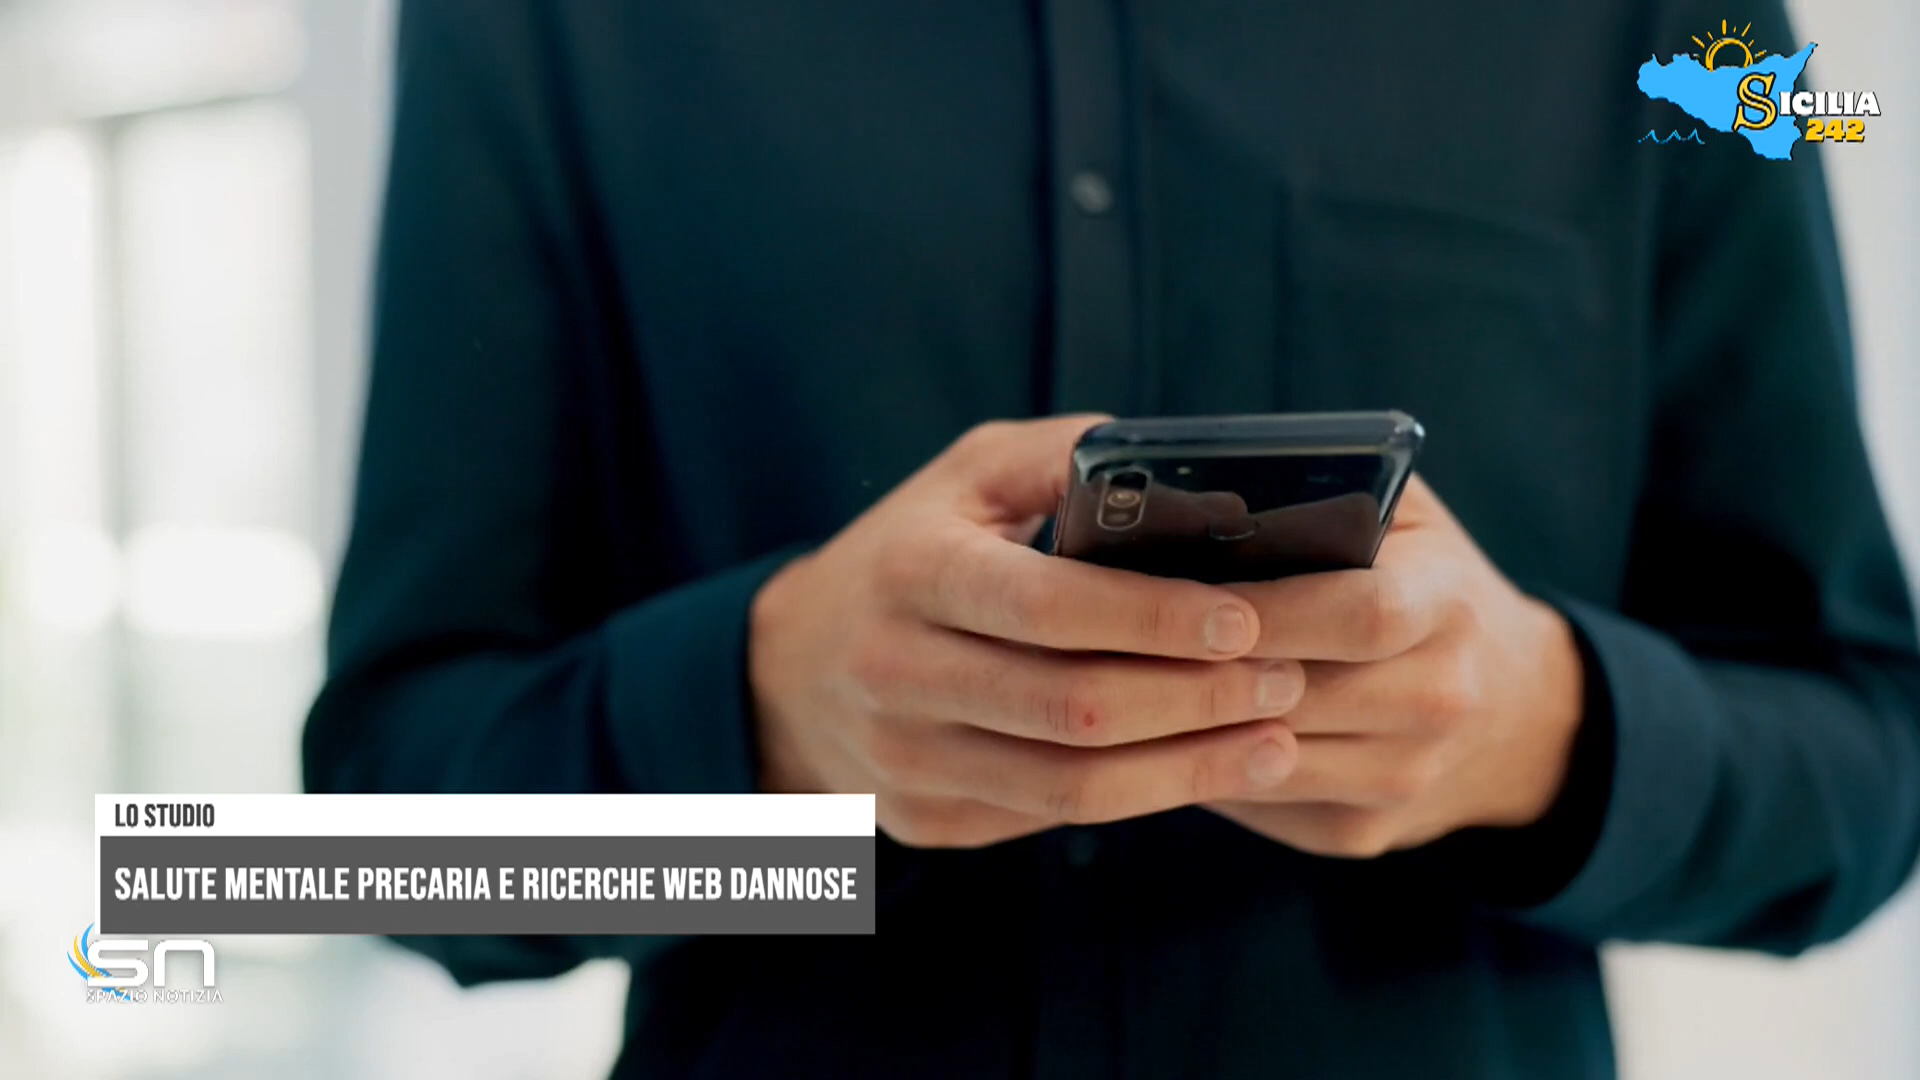 SICILIA
242
LO STUDIO
SALUTE MENTALE PRECARIA E RICERCHE WEB DANNOSE
SN
SPAZIO NOTIZIA